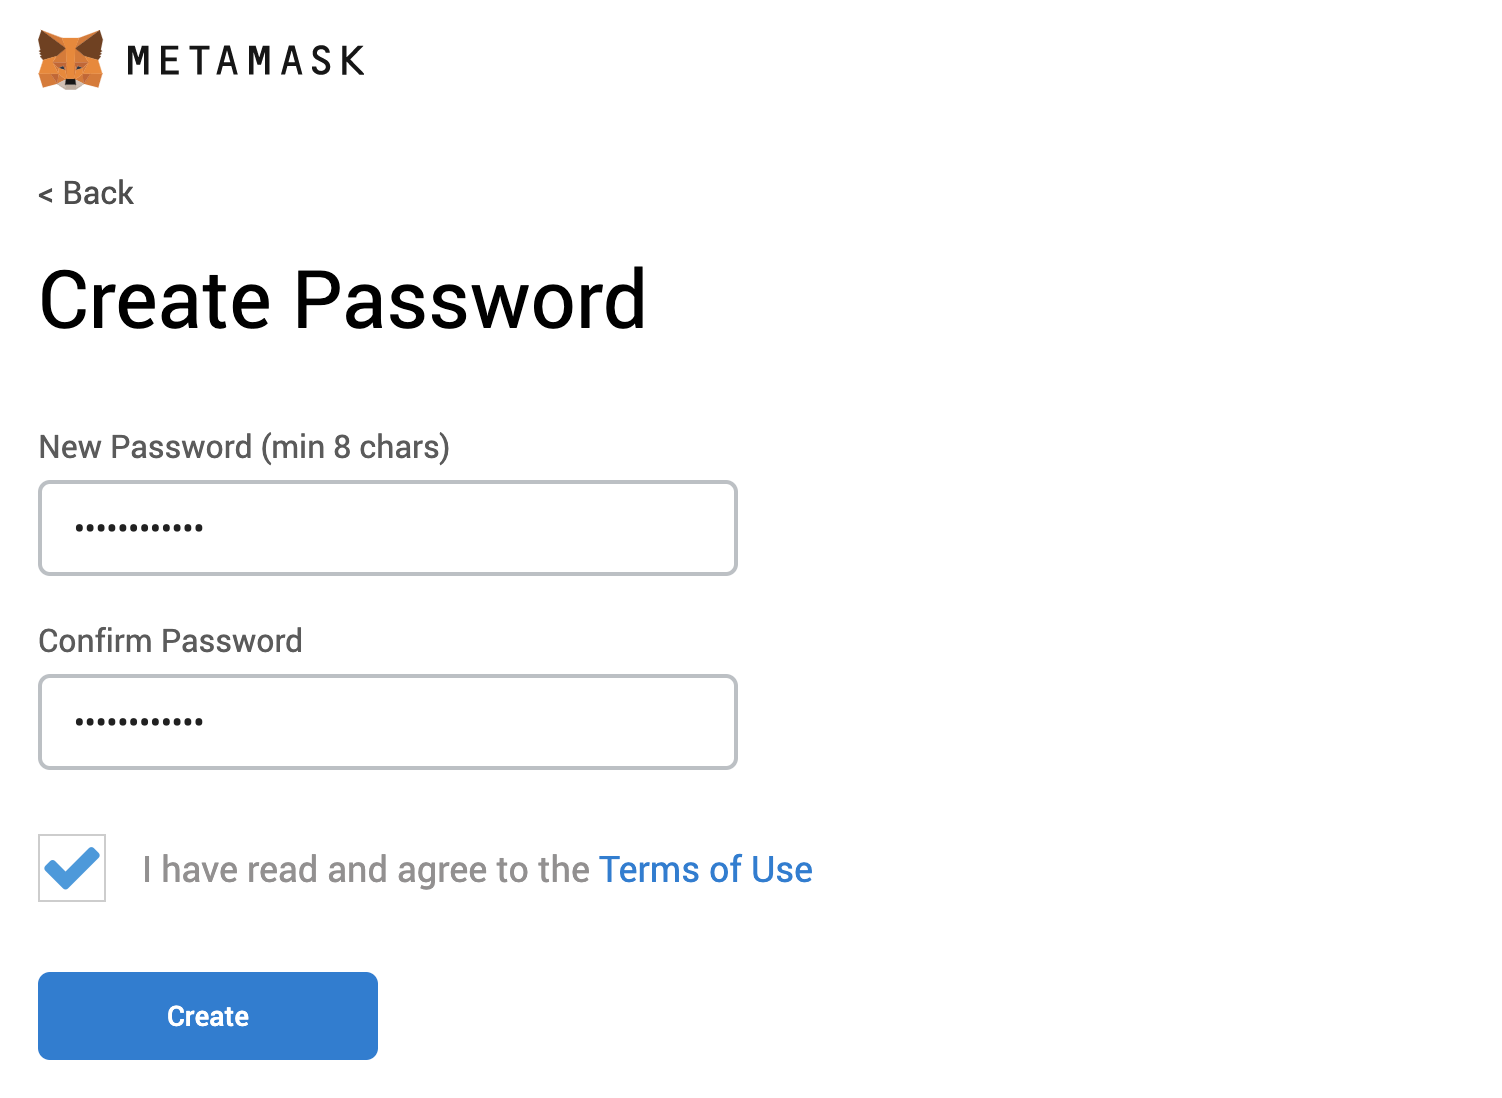 METAMASK
< Back
Create Password
New Password (min 8 chars)
••••••••••••
Confirm Password
••••••••••••
I have read and agree to the Terms of Use
Create